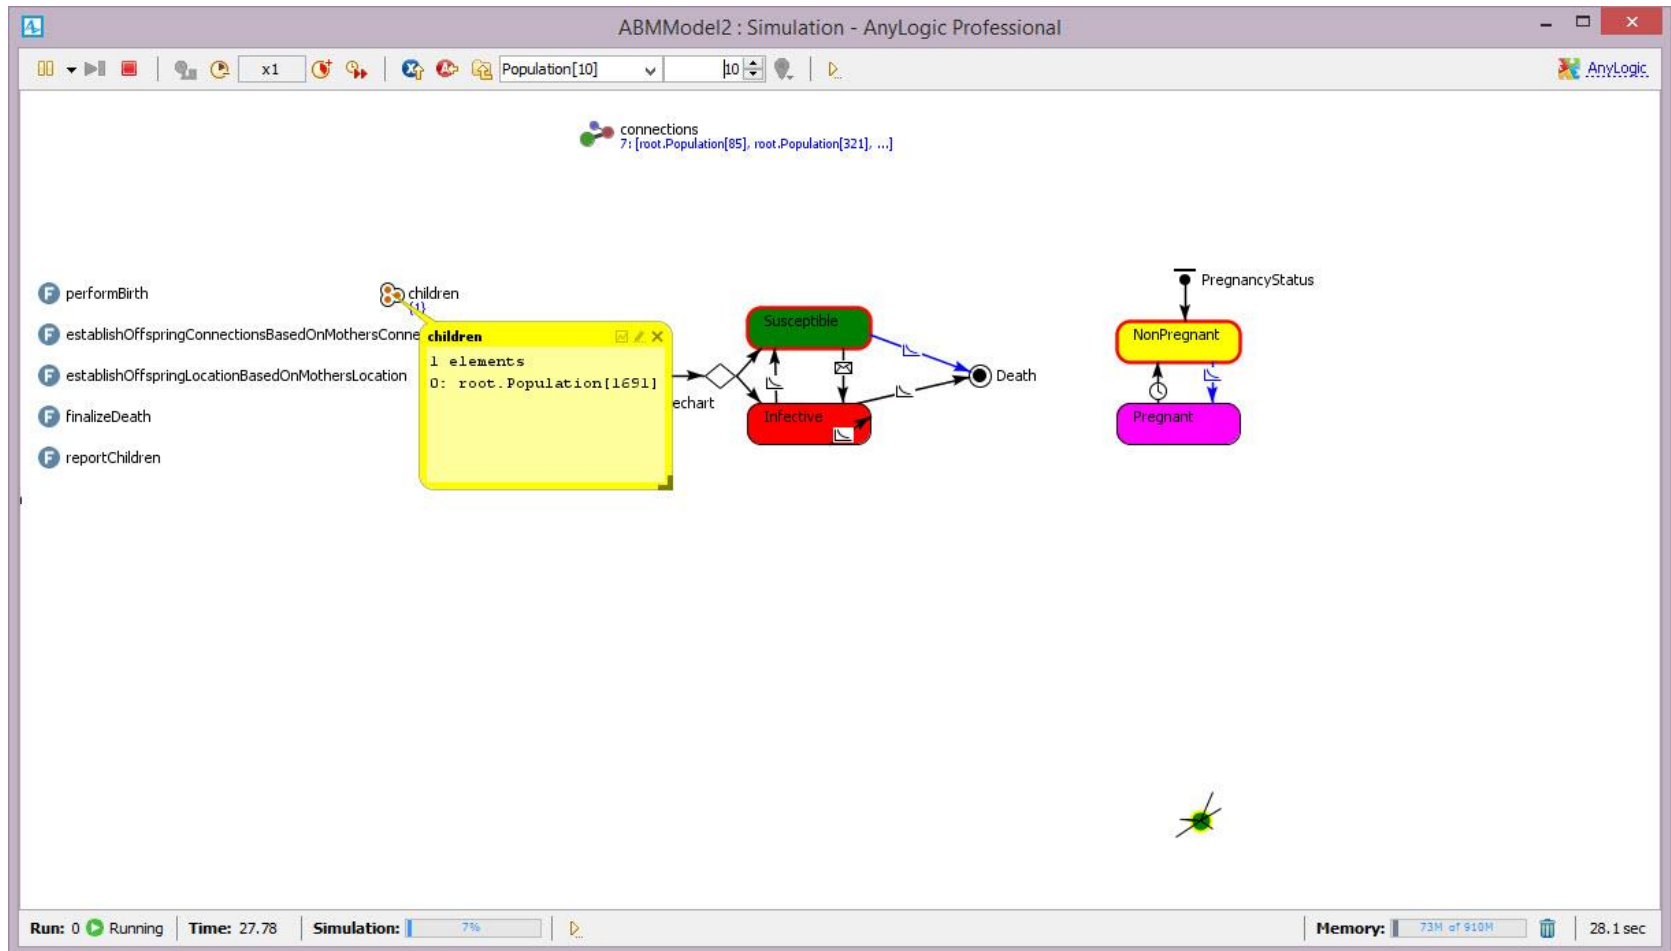 ABMModel2 : Simulation - AnyLogic Professional
x1
Population[10]
10
AnyLogic
connections
7: [root.Population[85], root.Population[321], ...]
performBirth
children
{1}
establishOffspringConnectionsBasedOnMothersConne
establishOffspringLocationBasedOnMothersLocation
finalizeDeath
reportChildren
children
1 elements
0: root.Population[1691]
echart
Susceptible
Infective
Death
PregnancyStatus
NonPregnant
Pregnant
Run: 0 Running Time: 27.78 Simulation: 7% Memory: 73M of 910M 28.1 sec